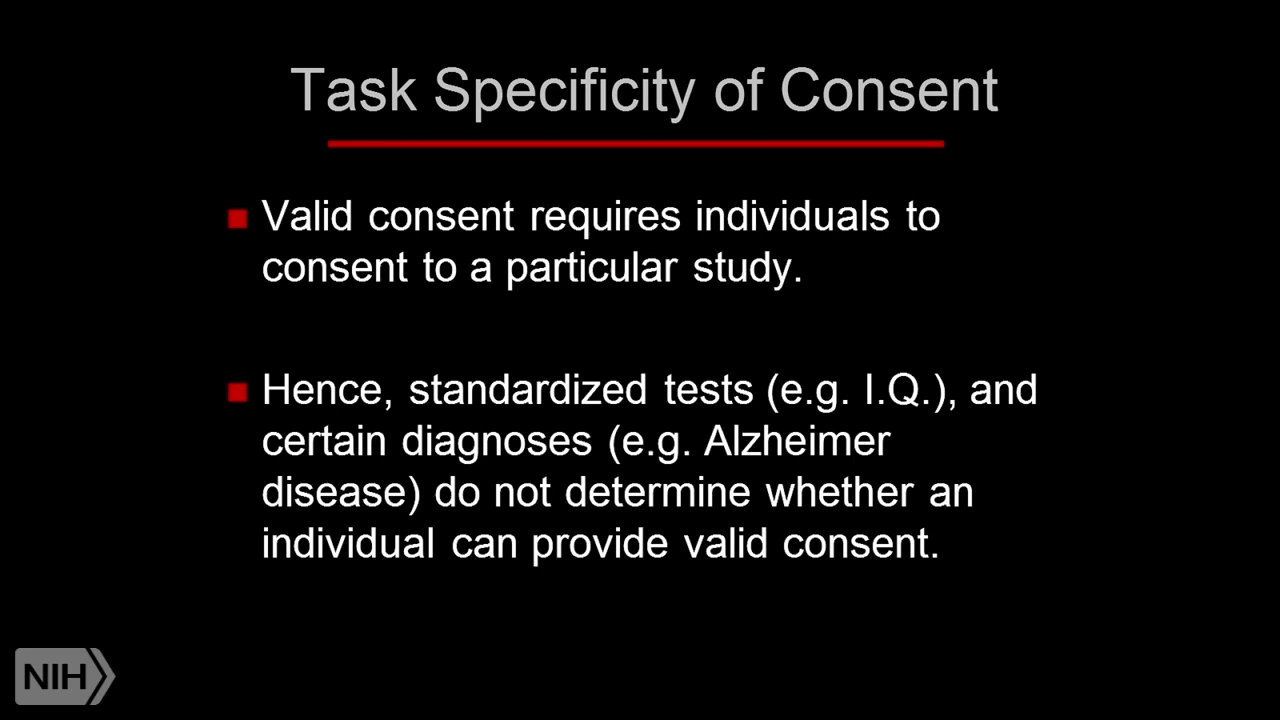 Task Specificity of Consent
Valid consent requires individuals to
consent to a particular study.
Hence, standardized tests (e.g. I.Q.), and
certain diagnoses (e.g. Alzheimer
disease) do not determine whether an
individual can provide valid consent.
NIH